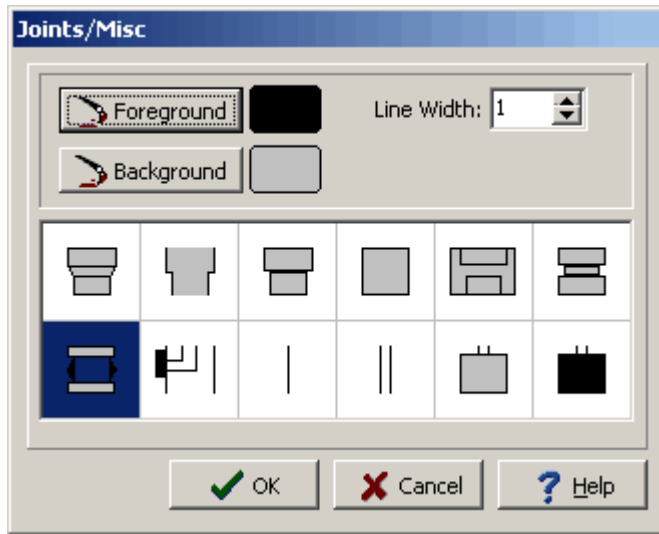 Joints/Misc
Foreground
Line Width: 1
Background
OK
Cancel
Help